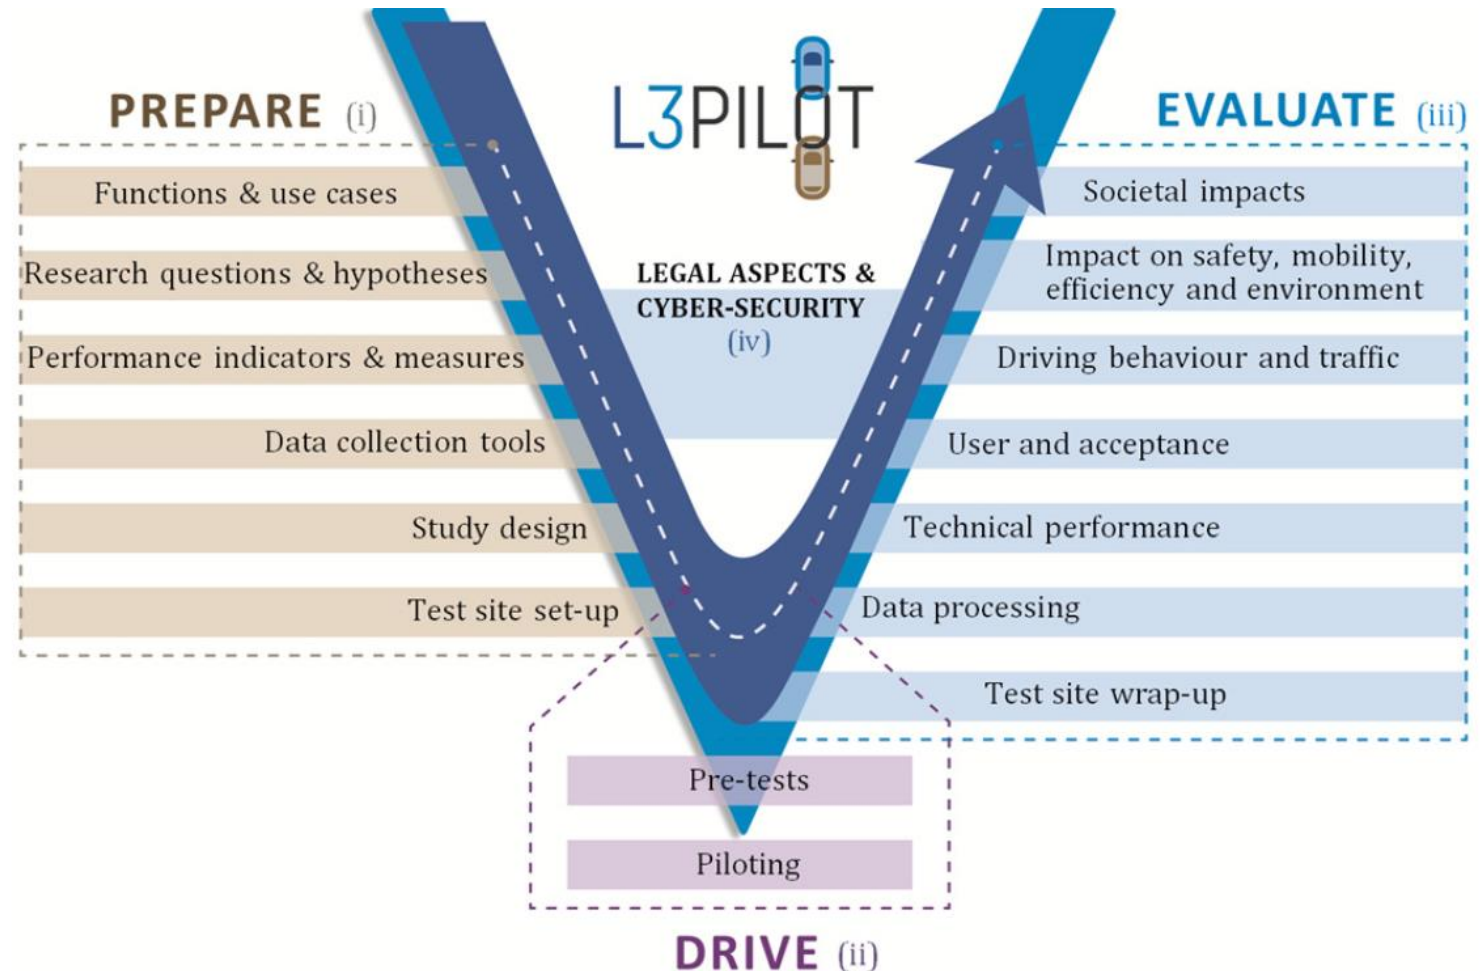 L3PILOT
PREPARE (i)
Functions & use cases
Research questions & hypotheses
Performance indicators & measures
Data collection tools
Study design
Test site set-up
LEGAL ASPECTS &
CYBER-SECURITY
(iv)
EVALUATE (iii)
Societal impacts
Impact on safety, mobility,
efficiency and environment
Driving behaviour and traffic
User and acceptance
Technical performance
Data processing
Test site wrap-up
Pre-tests
Piloting
DRIVE (ii)